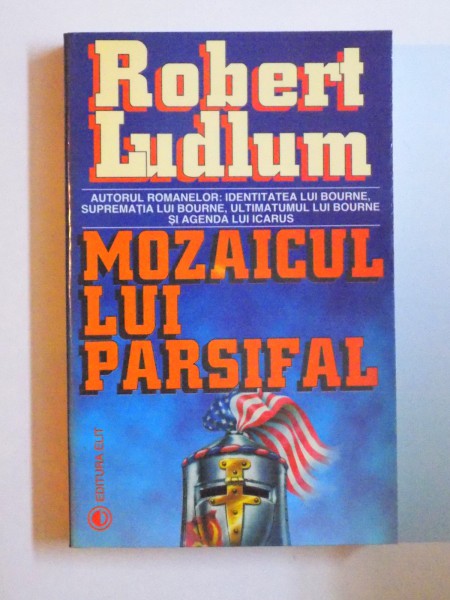 Robert
Ludlum
AUTORUL ROMANELOR: IDENTITATEA LUI BOURNE,
SUPREMAȚIA LUI BOURNE, ULTIMATUMUL LUI BOURNE
ȘI AGENDA LUI ICARUS
MOZAICUL
LUI
PARSIFAL
EDITURA ELIT